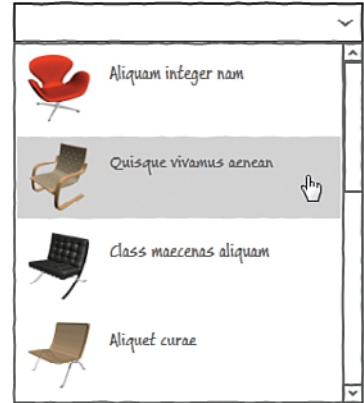 Aliquam integer nam
Quisque vivamus aenean
Class maecenas aliquam
Aliquet curae